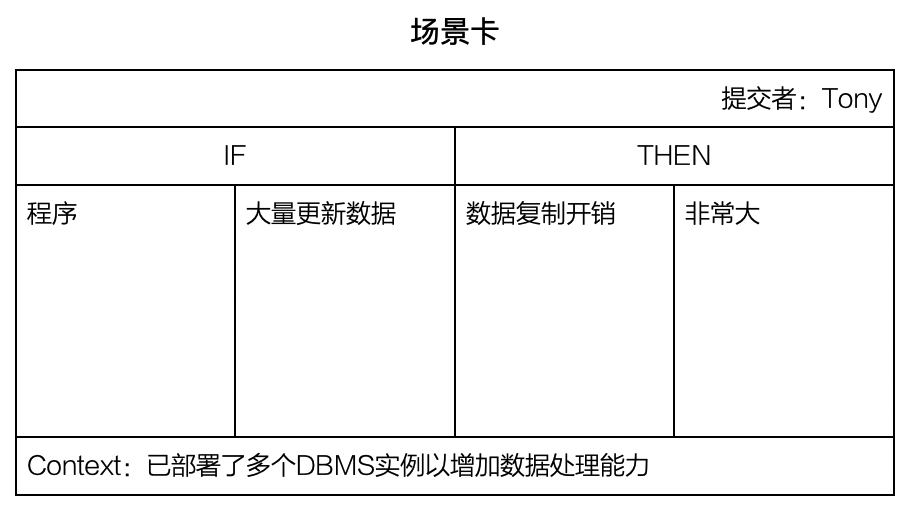 场景卡
提交者：Tony
IF
THEN
程序
大量更新数据
数据复制开销
非常大
Context：已部署了多个DBMS实例以增加数据处理能力